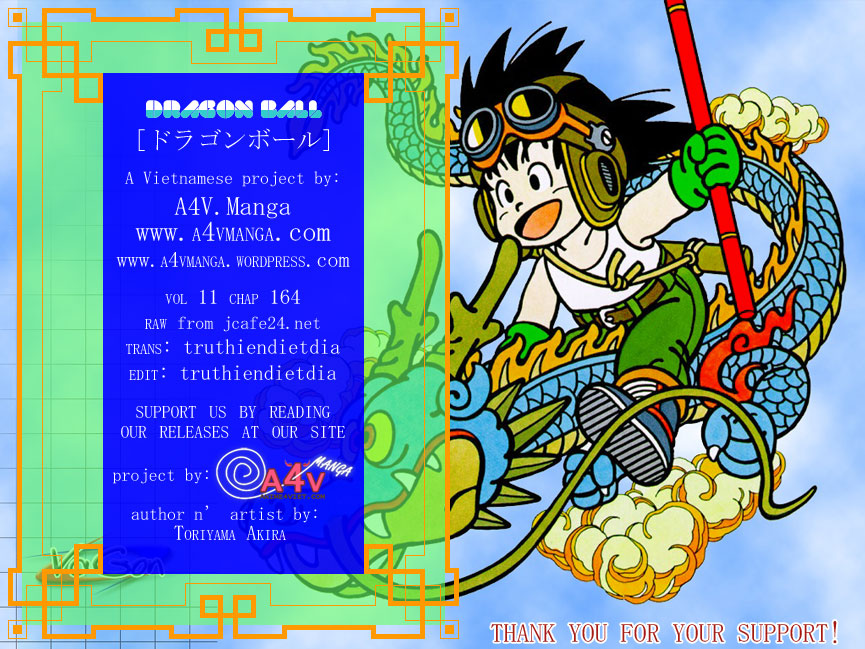 DRAGON BALL
[ドラゴンボール]
A Vietnamese project by:
A4V.Manga
www.A4VMANGA.com
www.A4VMANGA.WORDPRESS.com
VOL 11 CHAP 164
RAW from jcafe24.net
TRANS: truthiendietdia
EDIT: truthiendietdia
SUPPORT US BY READING
OUR RELEASES AT OUR SITE
project by:
A4V MANGA
author n' artist by:
TORIYAMA AKIRA
THANK YOU FOR YOUR SUPPORT!